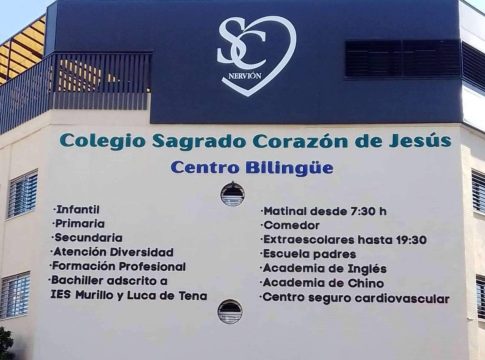 SC
NERVIÓN
Colegio Sagrado Corazón de Jesús
Centro Bilingüe
·Infantil
·Primaria
·Secundaria
·Atención Diversidad
·Formación Profesional
·Bachiller adscrito a
IES Murillo y Luca de Tena
·Matinal desde 7:30 h
·Comedor
·Extraescolares hasta 19:30
·Escuela padres
·Academia de Inglés
·Academia de Chino
·Centro seguro cardiovascular